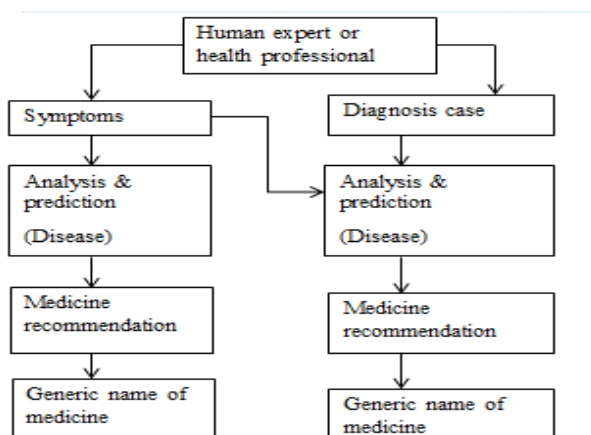 Human expert or
health professional
Symptoms
Diagnosis case
Analysis &
prediction
(Disease)
Analysis &
prediction
(Disease)
Medicine
recommendation
Medicine
recommendation
Generic name of
medicine
Generic name of
medicine